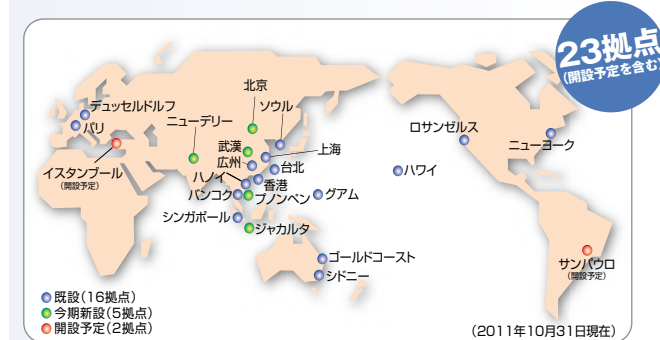 23拠点
(開設予定を含む)
北京
デュッセルドルフ
ソウル
ニューデリー
パリ
ロサンゼルス
武漢
上海
ニューヨーク
広州
イスタンブール
(開設予定)
台北
ハワイ
ハノイ
香港
バンコク
プノンペン
グアム
シンガポール
ジャカルタ
ゴールドコースト
サンパウロ
(開設予定)
シドニー
既設(16拠点)
今期新設(5拠点)
開設予定(2拠点)
(2011年10月31日現在)